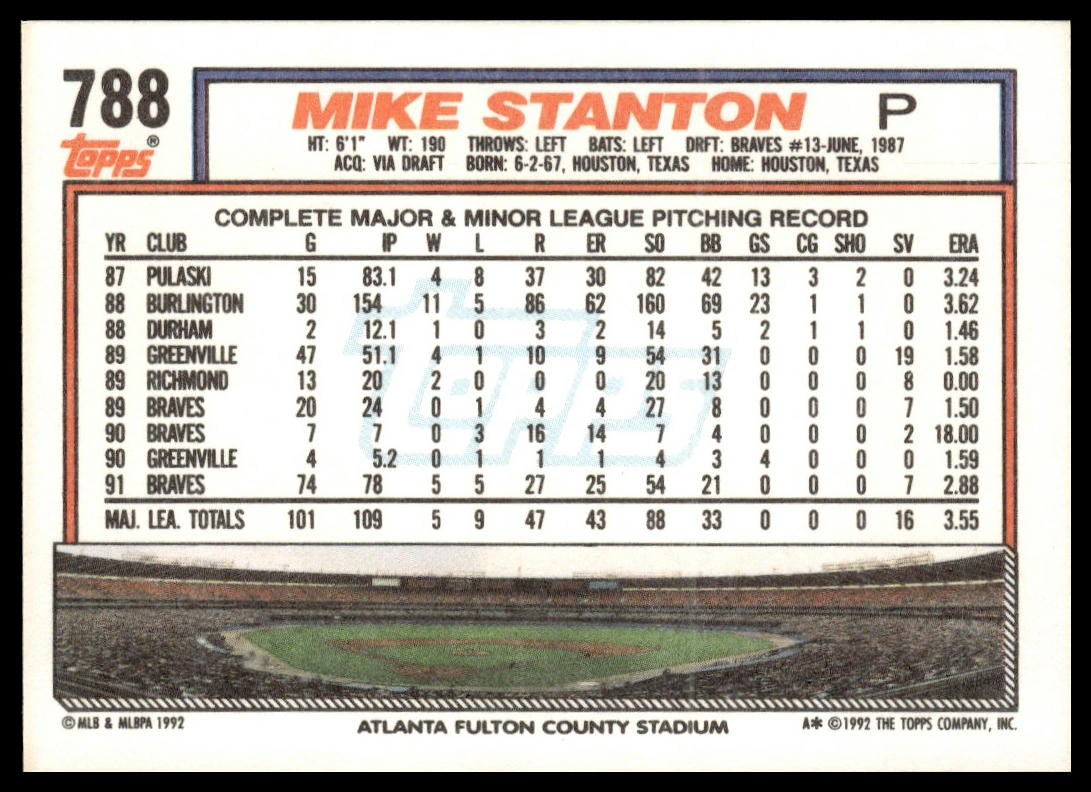 788
topps®
MIKE STANTON P
HT: 6'1" WT: 190 THROWS: LEFT BATS: LEFT DRFT: BRAVES #13-JUNE, 1987
ACQ: VIA DRAFT BORN: 6-2-67, HOUSTON, TEXAS HOME: HOUSTON, TEXAS
COMPLETE MAJOR & MINOR LEAGUE PITCHING RECORD
YR CLUB G IP W L R ER SO BB GS CG SHO SV ERA
87 PULASKI 15 83.1 4 8 37 30 82 42 13 3 2 0 3.24
88 BURLINGTON 30 154 11 5 86 62 160 69 23 1 1 0 3.62
88 DURHAM 2 12.1 1 0 3 2 14 5 2 1 1 0 1.46
89 GREENVILLE 47 51.1 4 1 10 9 54 31 0 0 0 19 1.58
89 RICHMOND 13 20 2 0 0 0 20 13 0 0 0 8 0.00
89 BRAVES 20 24 0 1 4 4 27 8 0 0 0 7 1.50
90 BRAVES 7 7 0 3 16 14 7 4 0 0 0 2 18.00
90 GREENVILLE 4 5.2 0 1 1 1 4 3 4 0 0 0 1.59
91 BRAVES 74 78 5 5 27 25 54 21 0 0 0 7 2.88
MAJ. LEA. TOTALS 101 109 5 9 47 43 88 33 0 0 0 16 3.55
topps
© MLB & MLBPA 1992
ATLANTA FULTON COUNTY STADIUM
A* ©1992 THE TOPPS COMPANY, INC.